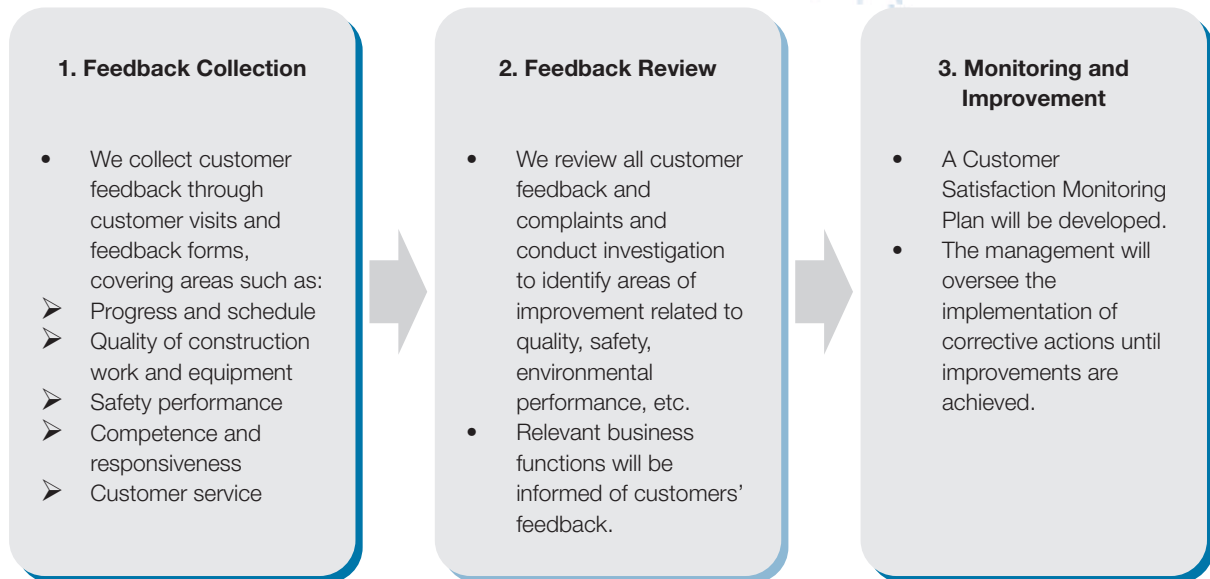 1. Feedback Collection
• We collect customer
feedback through
customer visits and
feedback forms,
covering areas such as:
➢ Progress and schedule
➢ Quality of construction
work and equipment
➢ Safety performance
➢ Competence and
responsiveness
➢ Customer service
2. Feedback Review
• We review all customer
feedback and
complaints and
conduct investigation
to identify areas of
improvement related to
quality, safety,
environmental
performance, etc.
• Relevant business
functions will be
informed of customers’
feedback.
3. Monitoring and
Improvement
• A Customer
Satisfaction Monitoring
Plan will be developed.
• The management will
oversee the
implementation of
corrective actions until
improvements are
achieved.